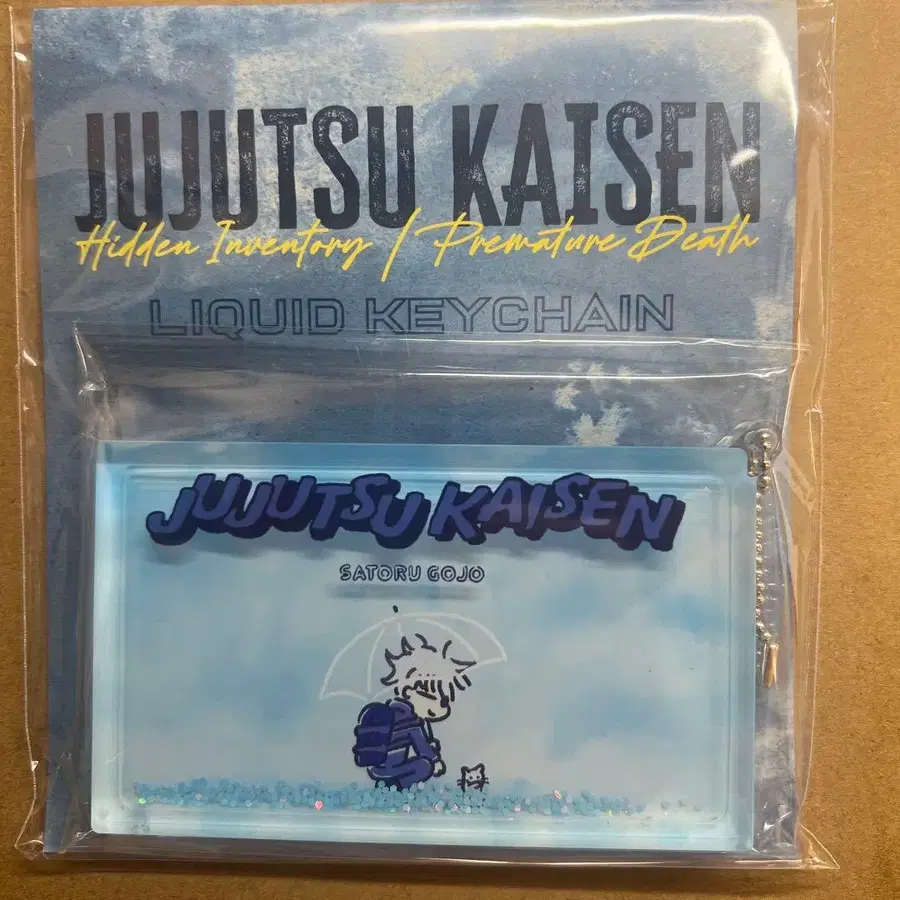 JUJUTSU KAISEN
Hidden Inventory / Premature Death
LIQUID KEYCHAIN
JUJUTSU KAISEN
SATORU GOJO